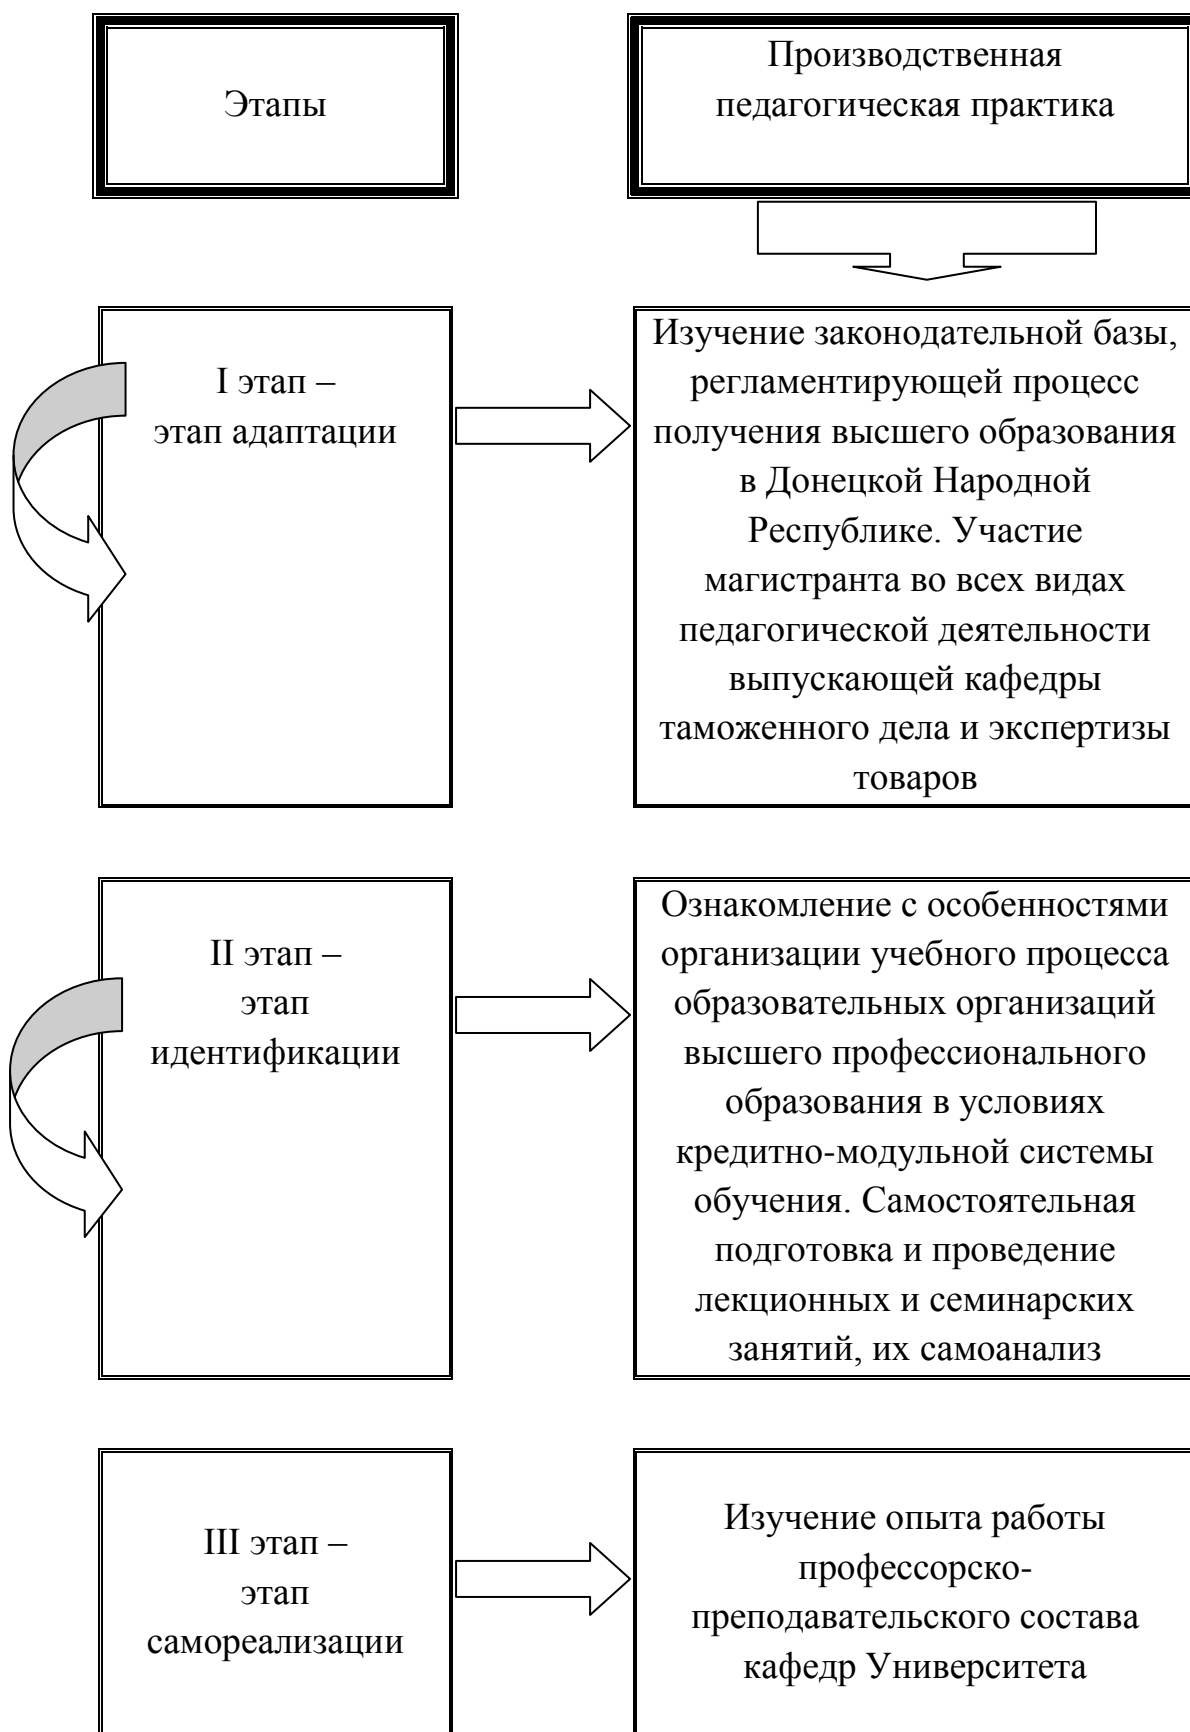 Этапы
Производственная
педагогическая практика
I этап –
этап адаптации
Изучение законодательной базы,
регламентирующей процесс
получения высшего образования
в Донецкой Народной
Республике. Участие
магистранта во всех видах
педагогической деятельности
выпускающей кафедры
таможенного дела и экспертизы
товаров
II этап –
этап
идентификации
Ознакомление с особенностями
организации учебного процесса
образовательных организаций
высшего профессионального
образования в условиях
кредитно-модульной системы
обучения. Самостоятельная
подготовка и проведение
лекционных и семинарских
занятий, их самоанализ
III этап –
этап
самореализации
Изучение опыта работы
профессорско-
преподавательского состава
кафедр Университета